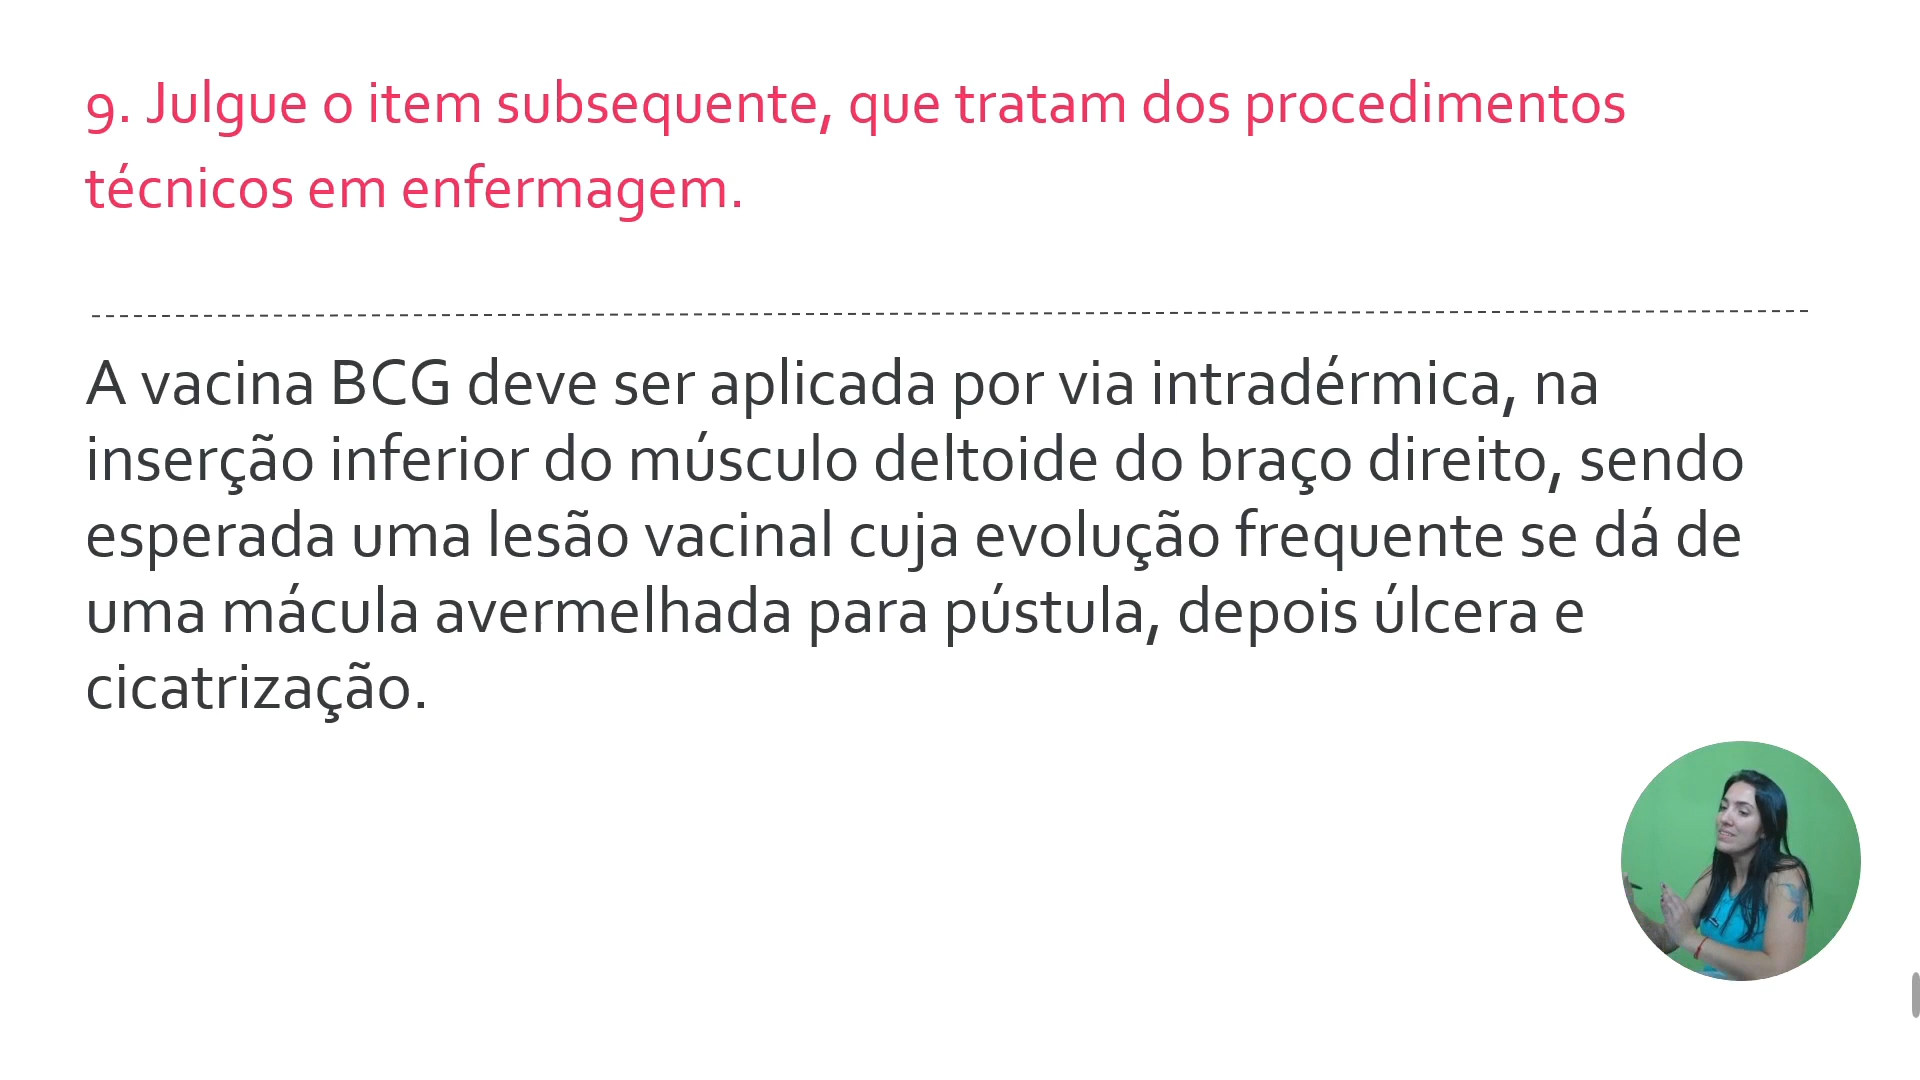 9. Julgue o item subsequente, que tratam dos procedimentos
técnicos em enfermagem.
A vacina BCG deve ser aplicada por via intradérmica, na
inserção inferior do músculo deltoide do braço direito, sendo
esperada uma lesão vacinal cuja evolução frequente se dá de
uma mácula avermelhada para pústula, depois úlcera e
cicatrização.